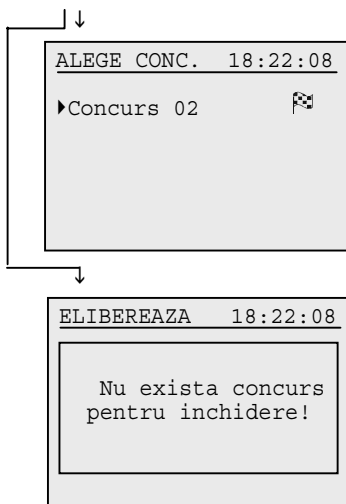 ALEGE CONC. 18:22:08
Concurs 02
ELIBEREAZA 18:22:08
Nu exista concurs
pentru inchidere!